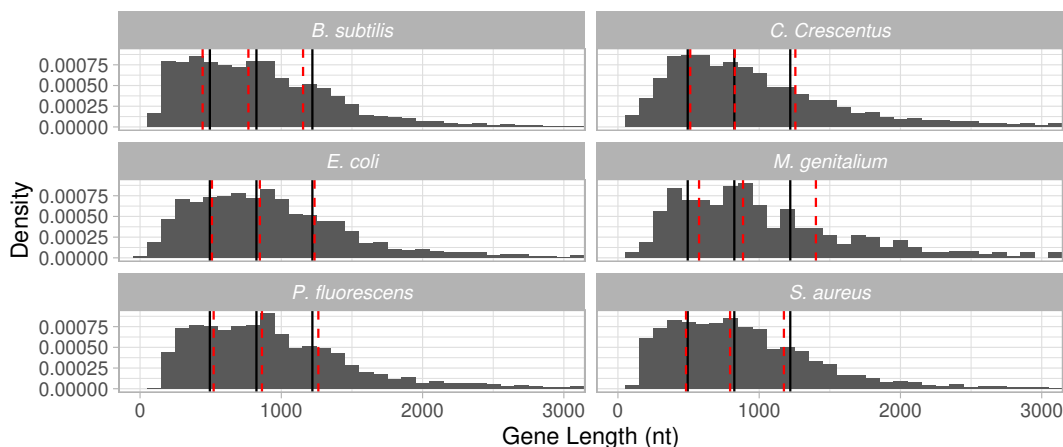 B. subtilis
C. Crescentus
0.00075
0.00050
0.00025
0.00000
E. coli
M. genitalium
0.00075
0.00050
0.00025
0.00000
P. fluorescens
S. aureus
0.00075
0.00050
0.00025
0.00000
0
1000
2000
3000
0
1000
2000
3000
Density
Gene Length (nt)